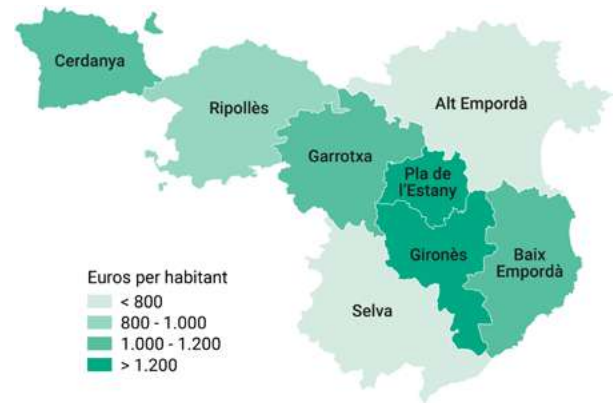 Cerdanya
Ripollès
Alt Empordà
Garrotxa
Pla de
l'Estany
Gironès
Baix
Empordà
Selva
Euros per habitant
< 800
800 - 1.000
1.000 - 1.200
> 1.200